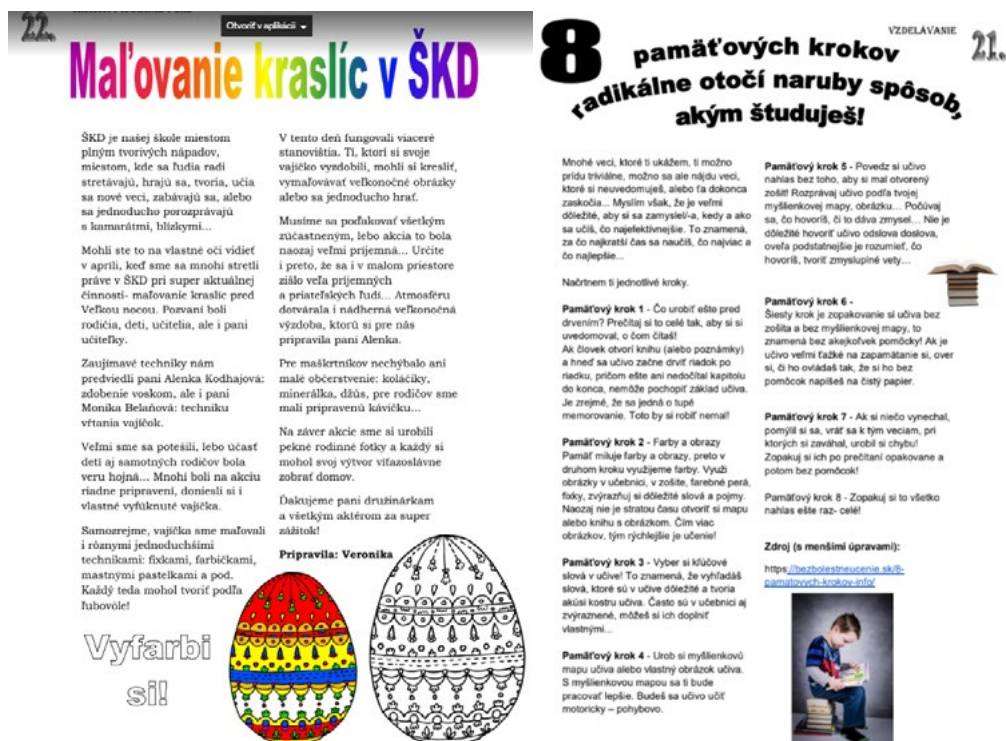 22.
Otvoriť v aplikácii
Maľovanie kraslíc v ŠKD
ŠKD je našej škole miestom
plným tvorivých nápadov,
miestom, kde sa ľudia radi
stretávajú, hrajú sa, tvoria, učia
sa nové veci, zabávajú sa, alebo
sa jednoducho porozprávajú
s kamarátmi, blízkymi...
Mohli ste to na vlastné oči vidieť
v apríli, keď sme sa mnohí stretli
práve v ŠKD pri super aktuálnej
činnosti- maľovanie kraslíc pred
Veľkou nocou. Pozvaní boli
rodičia, deti, učitelia, ale i pani
učiteľky.
Zaujímavé techniky nám
predviedli pani Alenka Kodhajová:
zdobenie voskom, ale i pani
Monika Belaňová: techniku
vŕtania vajíčok.
Veľmi sme sa potešili, lebo účasť
detí aj samotných rodičov bola
veru hojná... Mnohí boli na akciu
riadne pripravení, doniesli si i
vlastné vyfúknuté vajíčka.
Samozrejme, vajíčka sme maľovali
i rôznymi jednoduchšími
technikami: fixkami, farbičkami,
mastnými pastelkami a pod.
Každý teda mohol tvoriť podľa
ľubovôle!
Vyfarbi
si!
V tento deň fungovali viaceré
stanovištia. Tí, ktorí si svoje
vajíčko vyzdobili, mohli si kresliť,
vymaľovávať veľkonočné obrázky
alebo sa jednoducho hrať.
Musíme sa poďakovať všetkým
zúčastneným, lebo akcia to bola
naozaj veľmi príjemná... Určite
i preto, že sa i v malom priestore
zišlo veľa príjemných
a priateľských ľudí... Atmosféru
dotvárala i nádherná veľkonočná
výzdoba, ktorú si pre nás
pripravila pani Alenka.
Pre maškrtníkov nechýbalo ani
malé občerstvenie: koláčiky,
minerálka, džús, pre rodičov sme
mali pripravenú kávičku...
Na záver akcie sme si urobili
pekné rodinné fotky a každý si
mohol svoj výtvor víťazoslávne
zobrať domov.
Ďakujeme pani družinárkam
a všetkým aktérom za super
zážitok!
Pripravila: Veronika
VZDELÁVANIE
21.
8
pamäťových krokov
radikálne otočí naruby spôsob,
akým študuješ!
Mnohé veci, ktoré ti ukážem, ti možno
prídu triviálne, možno sa ale nájdu veci,
ktoré si neuvedomuješ, alebo ťa dokonca
zaskočia... Myslím však, že je veľmi
dôležité, aby si sa zamyslel/-a, kedy a ako
sa učíš, čo najefektívnejšie. To znamená,
za čo najkratší čas sa naučíš, čo najviac a
čo najlepšie...
Načrtnem ti jednotlivé kroky.
Pamäťový krok 1 - Čo urobiť ešte pred
drvením? Prečítaj si to celé tak, aby si si
uvedomoval, o čom čítaš!
Ak človek otvorí knihu (alebo poznámky)
a hneď sa učivo začne drviť riadok po
riadku, pričom ešte ani nedočítal kapitolu
do konca, nemôže pochopiť základ učiva.
Je zrejmé, že sa jedná o tupé
memorovanie. Toto by si robiť nemal!
Pamäťový krok 2 - Farby a obrazy
Pamäť miluje farby a obrazy, preto v
druhom kroku využijeme farby. Využi
obrázky v učebnici, v zošite, farebné perá,
fixky, zvýrazňuj si dôležité slová a pojmy.
Naozaj nie je stratou času otvoriť si mapu
alebo knihu s obrázkom. Čím viac
obrázkov, tým rýchlejšie je učenie!
Pamäťový krok 3 - Vyber si kľúčové
slová v učive! To znamená, že vyhľadáš
slová, ktoré sú v učive dôležité a tvoria
akúsi kostru učiva. Často sú v učebnici aj
zvýraznené, môžeš si ich doplniť
vlastnými...
Pamäťový krok 4 - Urob si myšlienkovú
mapu učiva alebo vlastný obrázok učiva.
S myšlienkovou mapou sa ti bude
pracovať lepšie. Budeš sa učivo učiť
motoricky – pohybovo.
Pamäťový krok 5 - Povedz si učivo
nahlas bez toho, aby si mal otvorený
zošit! Rozprávaj učivo podľa tvojej
myšlienkovej mapy, obrázku... Počúvaj
sa, čo hovoríš, či to dáva zmysel... Nie je
dôležité hovoriť učivo odslova doslova,
oveľa podstatnejšie je rozumieť, čo
hovoríš, tvoriť zmysluplné vety...
Pamäťový krok 6 -
Šiesty krok je zopakovanie si učiva bez
zošita a bez myšlienkovej mapy, to
znamená bez akejkoľvek pomôcky! Ak je
učivo veľmi ťažké na zapamätanie si, over
si, či ho ovládaš tak, že si ho bez
pomôcok napíšeš na čistý papier.
Pamäťový krok 7 - Ak si niečo vynechal,
pomýlil si sa, vráť sa k tým veciam, pri
ktorých si zaváhal, urobil si chybu!
Zopakuj si ich po prečítaní opakovane a
potom bez pomôcok!
Pamäťový krok 8 - Zopakuj si to všetko
nahlas ešte raz- celé!
Zdroj (s menšími úpravami):
https://bezbolestneucenie.sk/8-
pamatovych-krokov-info/